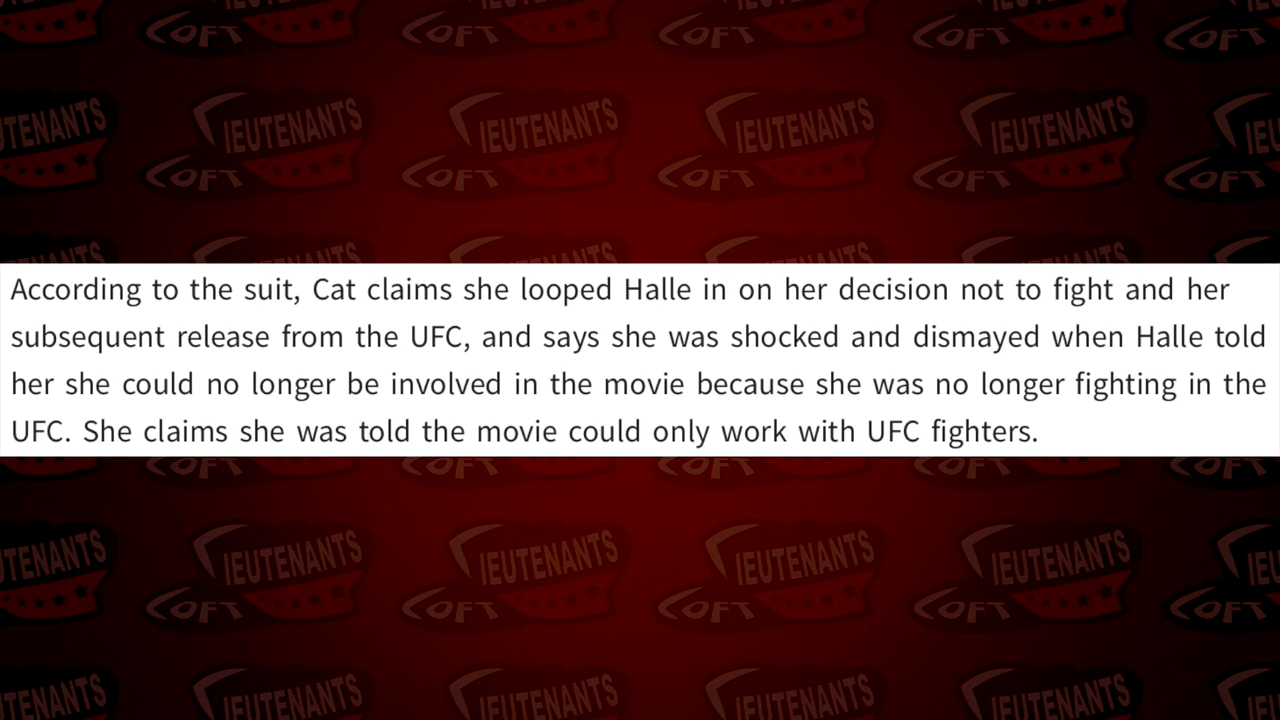 According to the suit, Cat claims she looped Halle in on her decision not to fight and her
subsequent release from the UFC, and says she was shocked and dismayed when Halle told
her she could no longer be involved in the movie because she was no longer fighting in the
UFC. She claims she was told the movie could only work with UFC fighters.